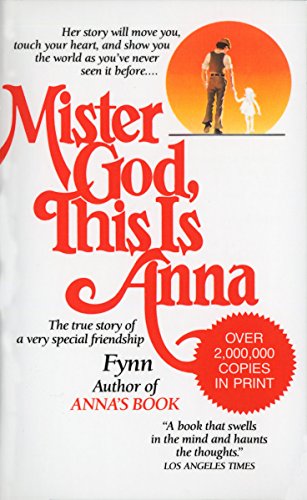 Her story will move you,
touch your heart, and show you
the world as you've never
seen it before....
Mister
God,
This Is
Anna
The true story of
a very special friendship
Fynn
Author of
ANNA'S BOOK
OVER
2,000,000
COPIES
IN PRINT
"A book that swells
in the mind and haunts
the thoughts."
LOS ANGELES TIMES